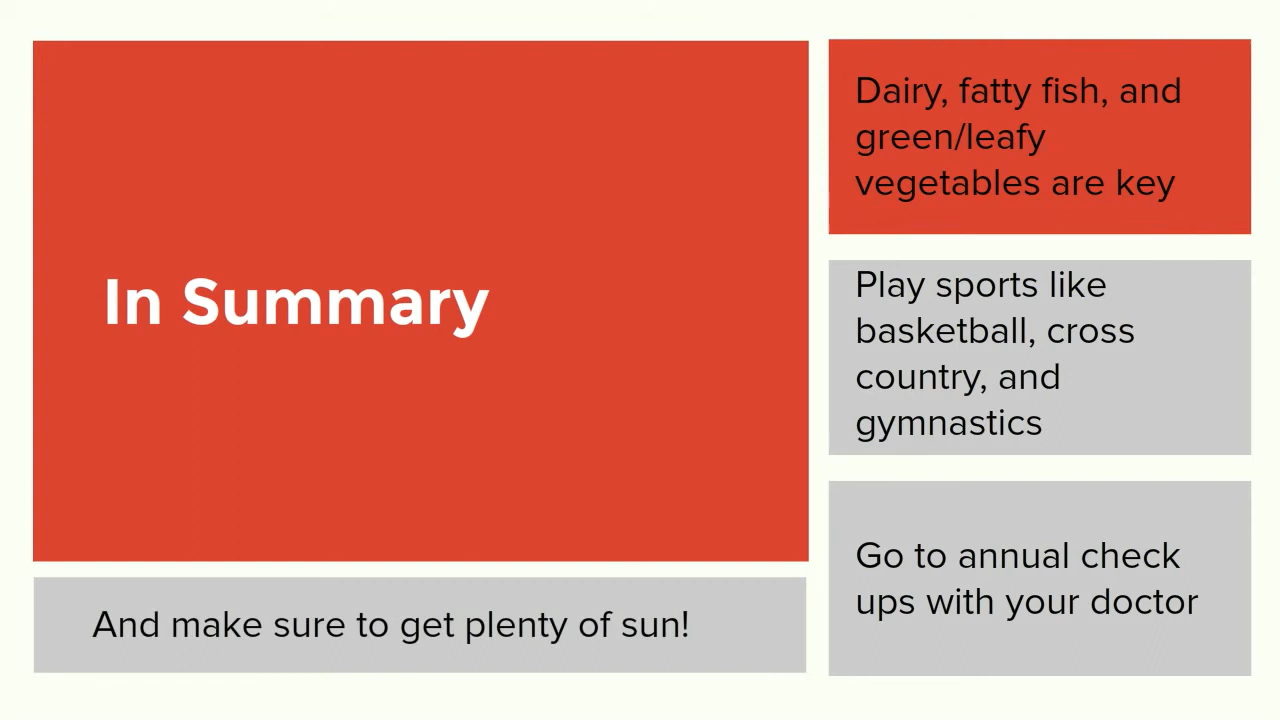 In Summary
Dairy, fatty fish, and
green/leafy
vegetables are key
Play sports like
basketball, cross
country, and
gymnastics
Go to annual check
ups with your doctor
And make sure to get plenty of sun!